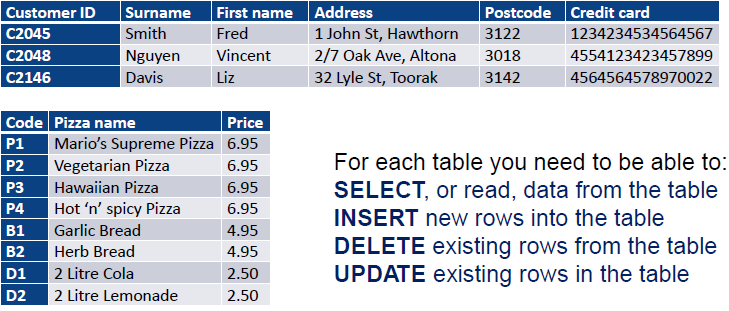 Customer ID Surname First name Address Postcode Credit card
C2045 Smith Fred 1 John St, Hawthorn 3122 1234234534564567
C2048 Nguyen Vincent 2/7 Oak Ave, Altona 3018 4554123423457899
C2146 Davis Liz 32 Lyle St, Toorak 3142 4564564578970022
Code Pizza name Price
P1 Mario’s Supreme Pizza 6.95
P2 Vegetarian Pizza 6.95
P3 Hawaiian Pizza 6.95
P4 Hot ‘n’ spicy Pizza 6.95
B1 Garlic Bread 4.95
B2 Herb Bread 4.95
D1 2 Litre Cola 2.50
D2 2 Litre Lemonade 2.50
For each table you need to be able to:
SELECT, or read, data from the table
INSERT new rows into the table
DELETE existing rows from the table
UPDATE existing rows in the table